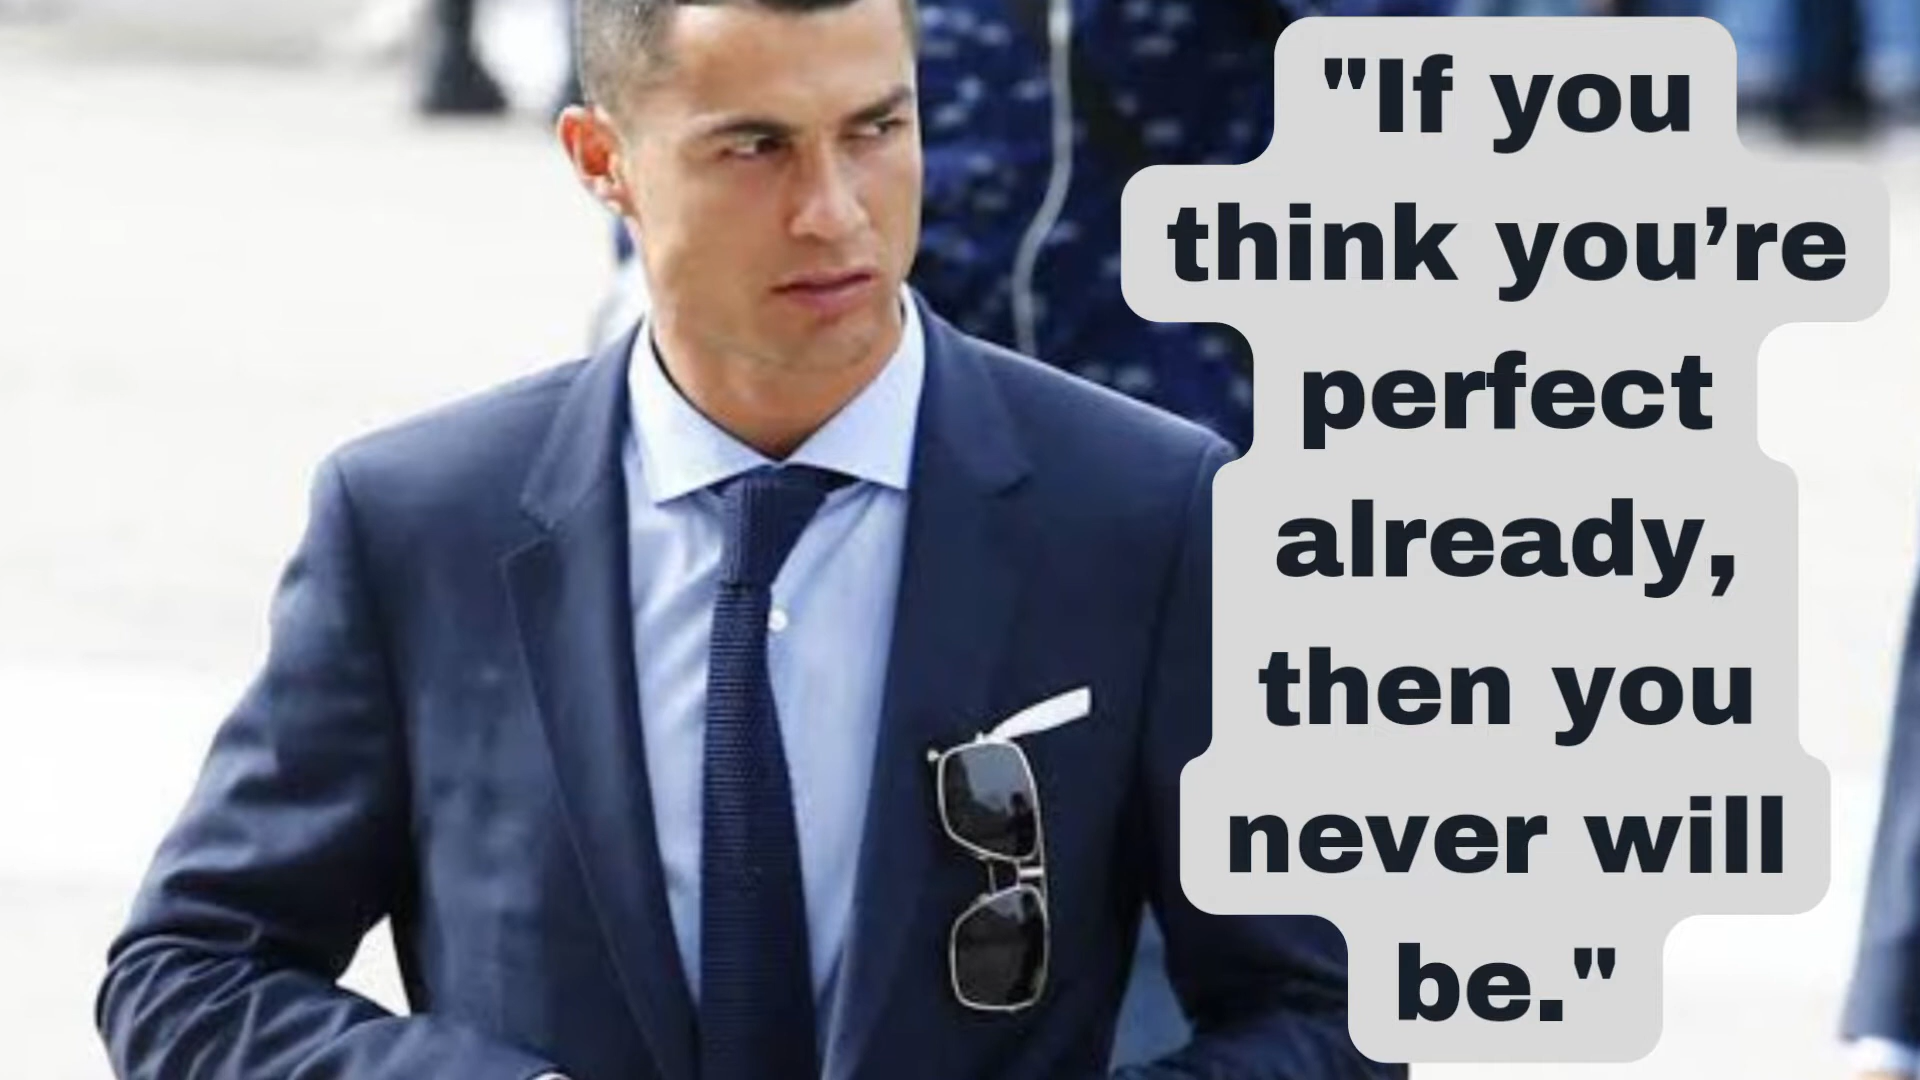 "If you
think you’re
perfect
already,
then you
never will
be."